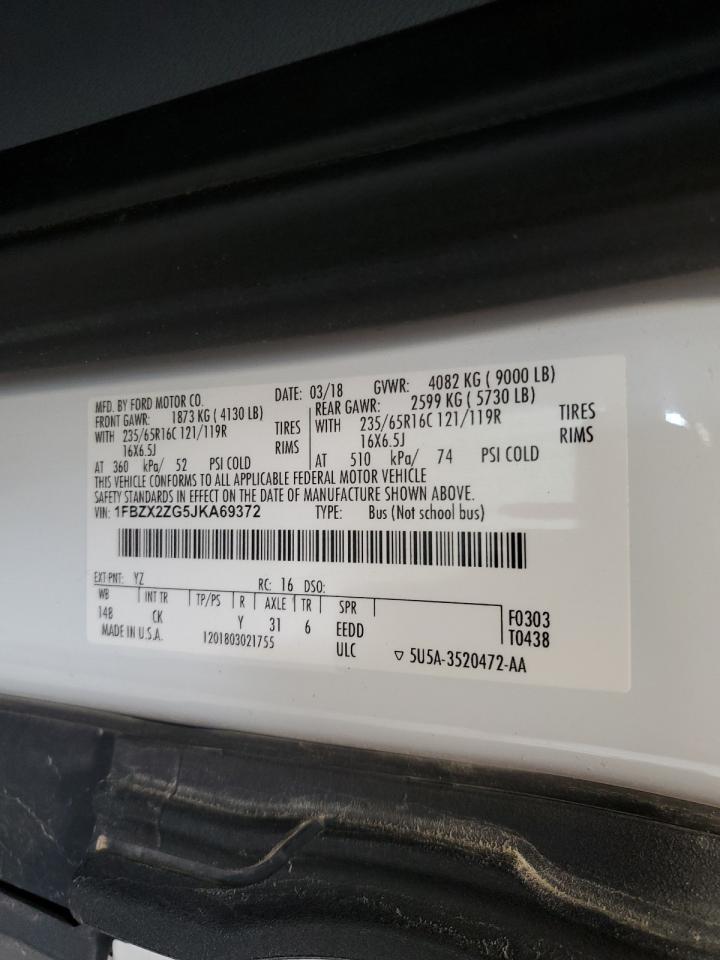 MFD. BY FORD MOTOR CO. DATE: 03/18 GVWR: 4082 KG ( 9000 LB)
FRONT GAWR: 1873 KG ( 4130 LB) REAR GAWR: 2599 KG ( 5730 LB)
WITH 235/65R16C 121/119R TIRES WITH 235/65R16C 121/119R TIRES
16X6.5J RIMS 16X6.5J RIMS
AT 360 kPa/ 52 PSI COLD AT 510 kPa/ 74 PSI COLD
THIS VEHICLE CONFORMS TO ALL APPLICABLE FEDERAL MOTOR VEHICLE
SAFETY STANDARDS IN EFFECT ON THE DATE OF MANUFACTURE SHOWN ABOVE.
VIN: 1FBZX2ZG5JKA69372 TYPE: Bus (Not school bus)
EXT PNT: YZ RC: 16 DSO:
WB INT TR TP/PS R AXLE TR SPR F0303
148 CK Y 31 6 EEDD T0438
MADE IN U.S.A. 1201803021755 ULC ▽ 5U5A-3520472-AA